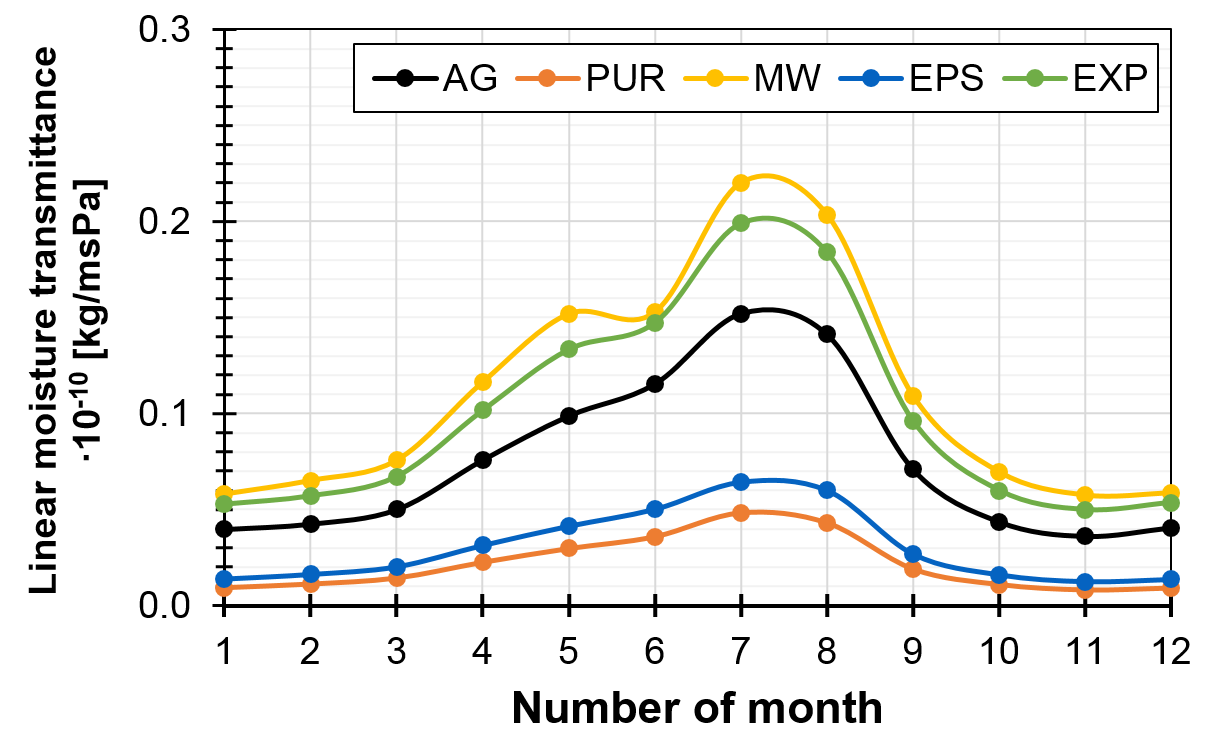 Linear moisture transmittance
·10⁻¹⁰ [kg/msPa]
0.3
0.2
0.1
0.0
AG PUR MW EPS EXP
1 2 3 4 5 6 7 8 9 10 11 12
Number of month